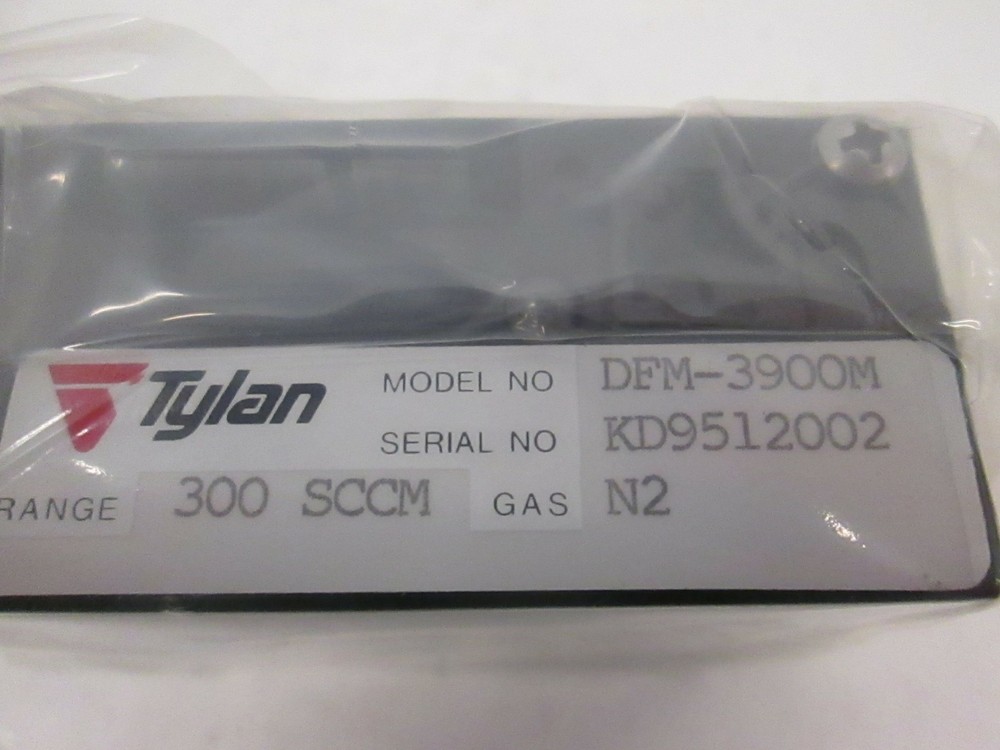 Tylan MODEL NO DFM-3900M
SERIAL NO KD9512002
RANGE 300 SCCM GAS N2